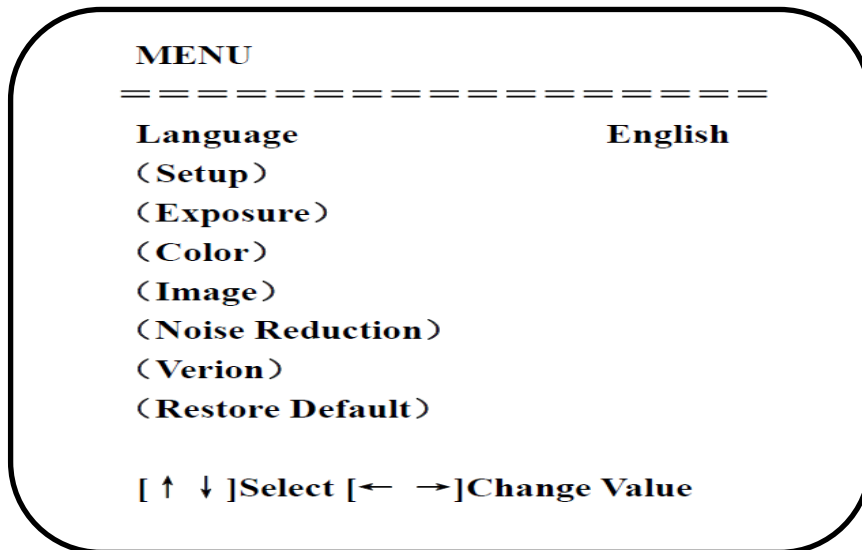 MENU
=================
Language English
（Setup）
（Exposure）
（Color）
（Image）
（Noise Reduction）
（Verion）
（Restore Default）
[ ↑ ↓ ]Select [← →]Change Value